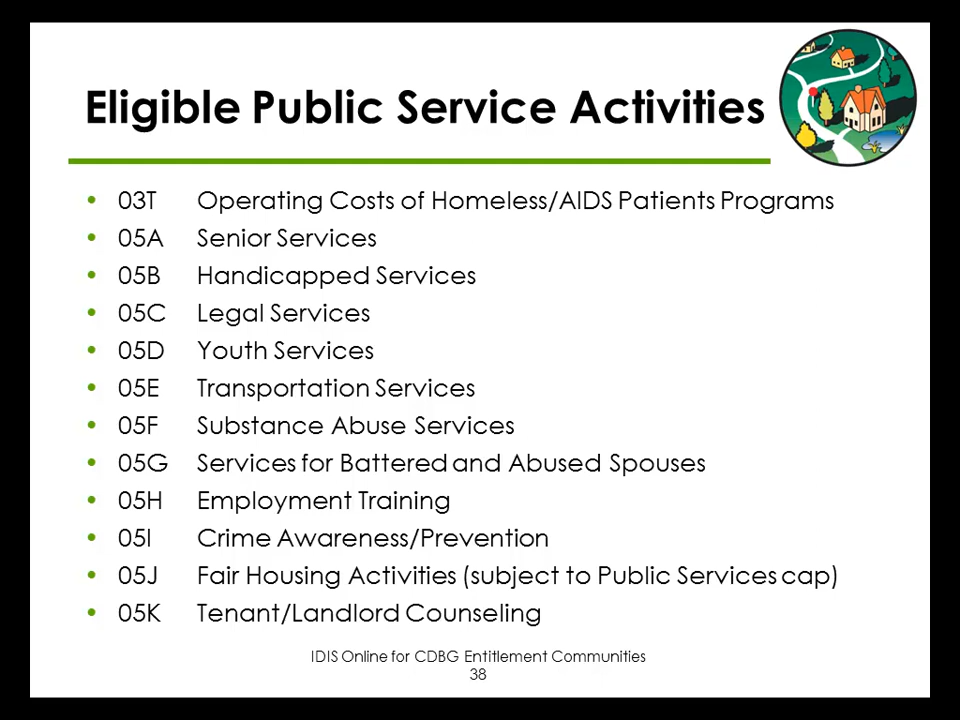 Eligible Public Service Activities
• 03T Operating Costs of Homeless/AIDS Patients Programs
• 05A Senior Services
• 05B Handicapped Services
• 05C Legal Services
• 05D Youth Services
• 05E Transportation Services
• 05F Substance Abuse Services
• 05G Services for Battered and Abused Spouses
• 05H Employment Training
• 05I Crime Awareness/Prevention
• 05J Fair Housing Activities (subject to Public Services cap)
• 05K Tenant/Landlord Counseling
IDIS Online for CDBG Entitlement Communities
38